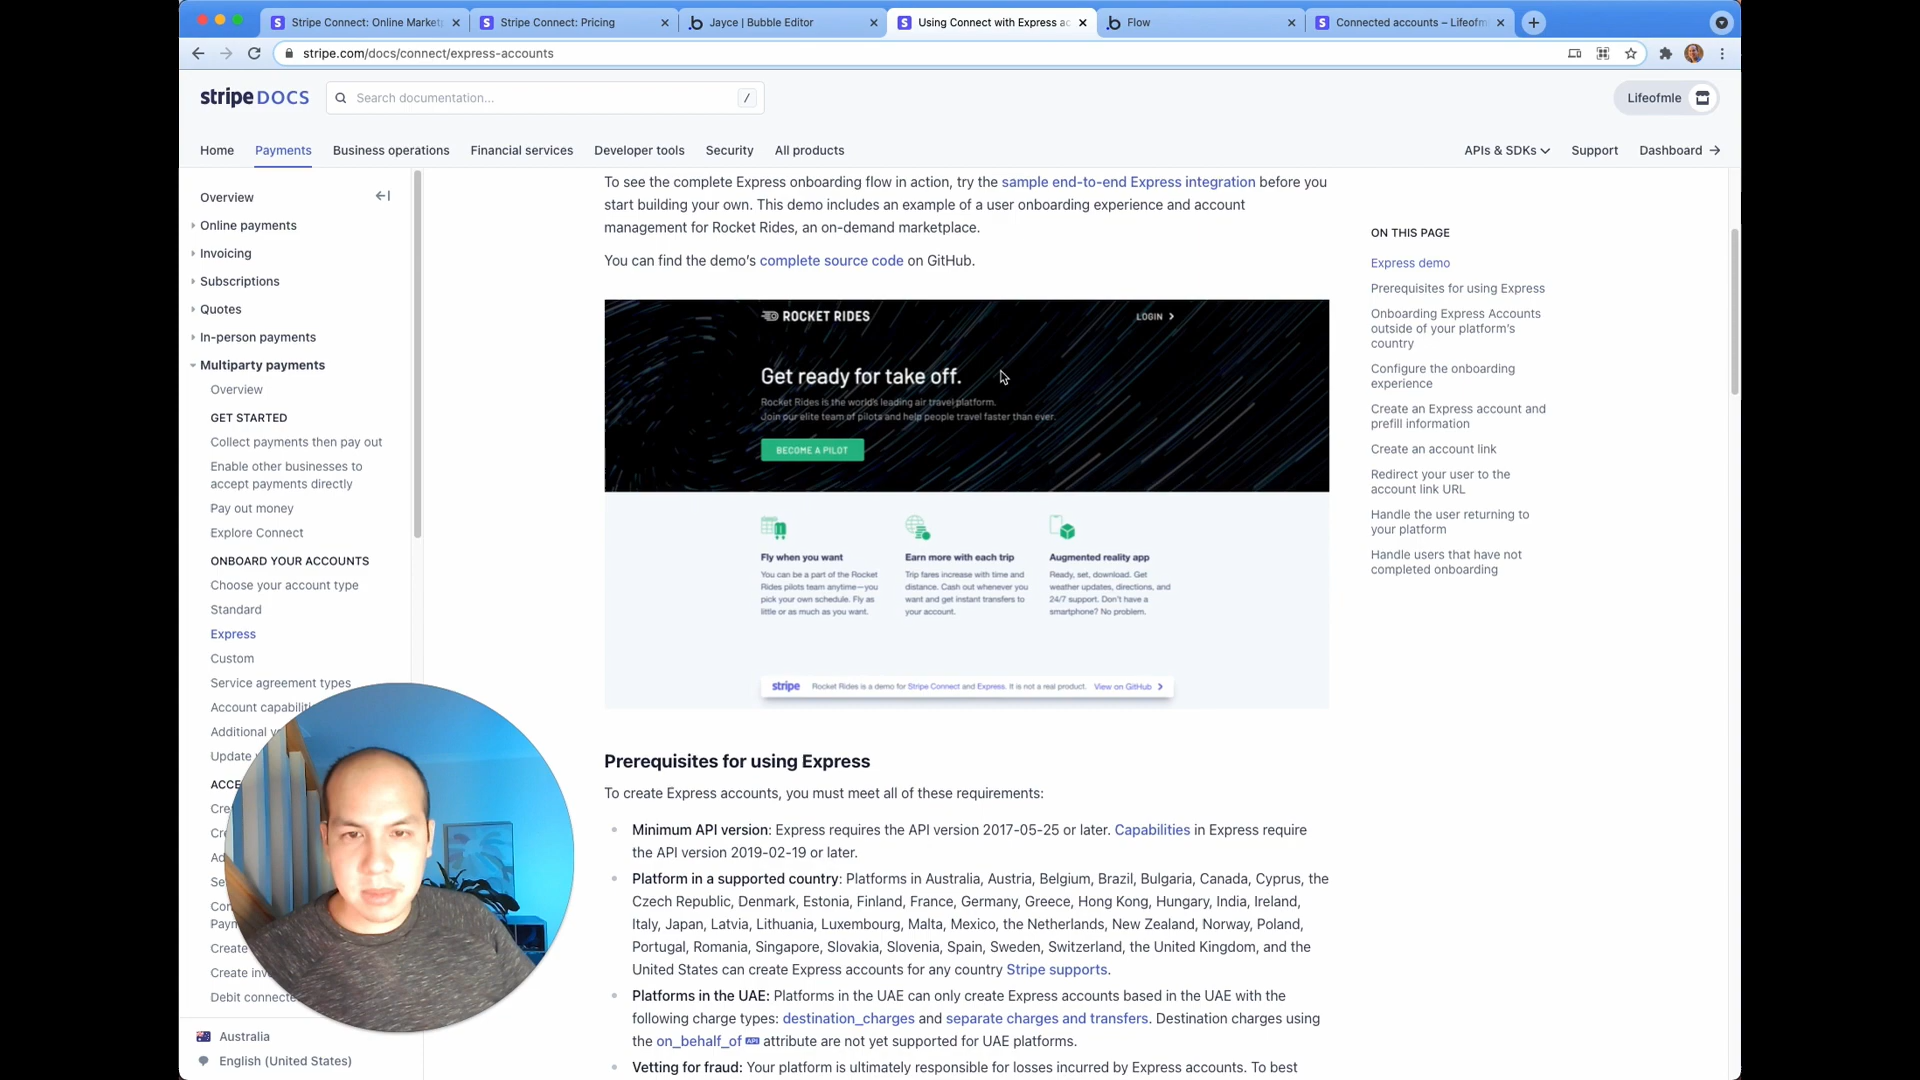 Stripe Connect: Online Market
Stripe Connect: Pricing
Jayce | Bubble Editor
Using Connect with Express ac
Flow
Connected accounts – Lifeofm
stripe.com/docs/connect/express-accounts
stripe DOCS
Search documentation...
/
Lifeofmle
Home
Payments
Business operations
Financial services
Developer tools
Security
All products
APIs & SDKs
Support
Dashboard
Overview
Online payments
Invoicing
Subscriptions
Quotes
In-person payments
Multiparty payments
Overview
GET STARTED
Collect payments then pay out
Enable other businesses to
accept payments directly
Pay out money
Explore Connect
ONBOARD YOUR ACCOUNTS
Choose your account type
Standard
Express
Custom
Service agreement types
Account capabiliti
Additional v
Update
ACCE
Cre
Cr
Ad
Se
Con
Payn
Create
Create inv
Debit connecte
Australia
English (United States)
To see the complete Express onboarding flow in action, try the sample end-to-end Express integration before you
start building your own. This demo includes an example of a user onboarding experience and account
management for Rocket Rides, an on-demand marketplace.
You can find the demo's complete source code on GitHub.
ROCKET RIDES
LOGIN
Get ready for take off.
Rocket Rides is the world's leading air travel platform.
Join our elite team of pilots and help people travel faster than ever.
BECOME A PILOT
Fly when you want
You can be a part of the Rocket
Rides pilots team anytime—you
pick your own schedule. Fly as
little or as much as you want.
Earn more with each trip
Trip fares increase with time and
distance. Cash out whenever you
want and get instant transfers to
your account.
Augmented reality app
Ready, set, download. Get
weather updates, directions, and
24/7 support. Don't have a
smartphone? No problem.
stripe
Rocket Rides is a demo for Stripe Connect and Express. It is not a real product.
View on GitHub
Prerequisites for using Express
To create Express accounts, you must meet all of these requirements:
Minimum API version: Express requires the API version 2017-05-25 or later. Capabilities in Express require
the API version 2019-02-19 or later.
Platform in a supported country: Platforms in Australia, Austria, Belgium, Brazil, Bulgaria, Canada, Cyprus, the
Czech Republic, Denmark, Estonia, Finland, France, Germany, Greece, Hong Kong, Hungary, India, Ireland,
Italy, Japan, Latvia, Lithuania, Luxembourg, Malta, Mexico, the Netherlands, New Zealand, Norway, Poland,
Portugal, Romania, Singapore, Slovakia, Slovenia, Spain, Sweden, Switzerland, the United Kingdom, and the
United States can create Express accounts for any country Stripe supports.
Platforms in the UAE: Platforms in the UAE can only create Express accounts based in the UAE with the
following charge types: destination_charges and separate charges and transfers. Destination charges using
the on_behalf_of API attribute are not yet supported for UAE platforms.
Vetting for fraud: Your platform is ultimately responsible for losses incurred by Express accounts. To best
ON THIS PAGE
Express demo
Prerequisites for using Express
Onboarding Express Accounts
outside of your platform's
country
Configure the onboarding
experience
Create an Express account and
prefill information
Create an account link
Redirect your user to the
account link URL
Handle the user returning to
your platform
Handle users that have not
completed onboarding